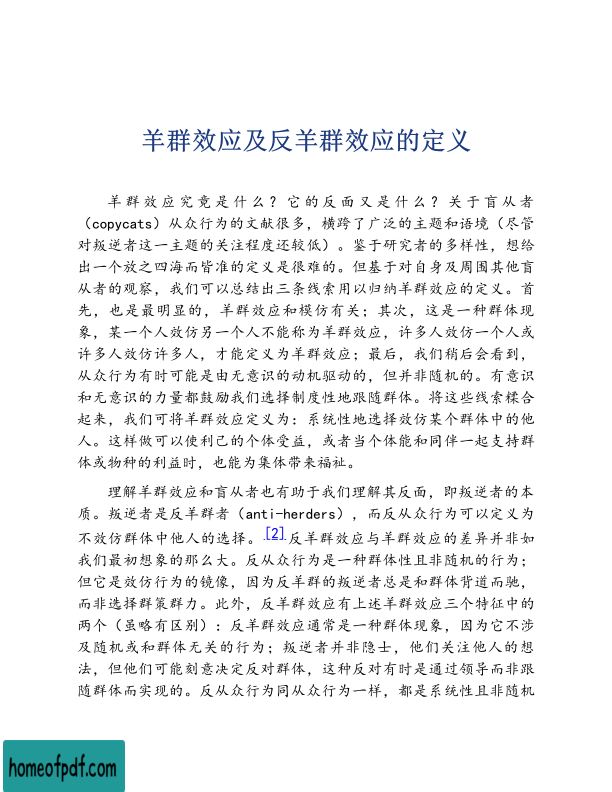 羊群效应及反羊群效应的定义
羊群效应究竟是什么？它的反面又是什么？关于盲从者
（copycats）从众行为的文献很多，横跨了广泛的主题和语境（尽管
对叛逆者这一主题的关注程度还较低）。鉴于研究者的多样性，想给
出一个放之四海而皆准的定义是很难的。但基于对自身及周围其他盲
从者的观察，我们可以总结出三条线索用以归纳羊群效应的定义。首
先，也是最明显的，羊群效应和模仿有关；其次，这是一种群体现
象，某一个人效仿另一个人不能称为羊群效应，许多人效仿一个人或
许多人效仿许多人，才能定义为羊群效应；最后，我们稍后会看到，
从众行为有时可能是由无意识的动机驱动的，但并非随机的。有意识
和无意识的力量都鼓励我们选择制度性地跟随群体。将这些线索糅合
起来，我们可将羊群效应定义为：系统性地选择效仿某个群体中的他
人。这样做可以使利己的个体受益，或者当个体能和同伴一起支持群
体或物种的利益时，也能为集体带来福祉。
理解羊群效应和盲从者也有助于我们理解其反面，即叛逆者的本
质。叛逆者是反羊群者（anti-herders），而反从众行为可以定义为
不效仿群体中他人的选择。[2]反羊群效应与羊群效应的差异并非如
我们最初想象的那么大。反从众行为是一种群体性且非随机的行为；
但它是效仿行为的镜像，因为反羊群的叛逆者总是和群体背道而驰，
而非选择群策群力。此外，反羊群效应有上述羊群效应三个特征中的
两个（虽略有区别）：反羊群效应通常是一种群体现象，因为它不涉
及随机或和群体无关的行为；叛逆者并非隐士，他们关注他人的想
法，但他们可能刻意决定反对群体，这种反对有时是通过领导而非跟
随群体而实现的。反从众行为同从众行为一样，都是系统性且非随机
homeofpdf.com